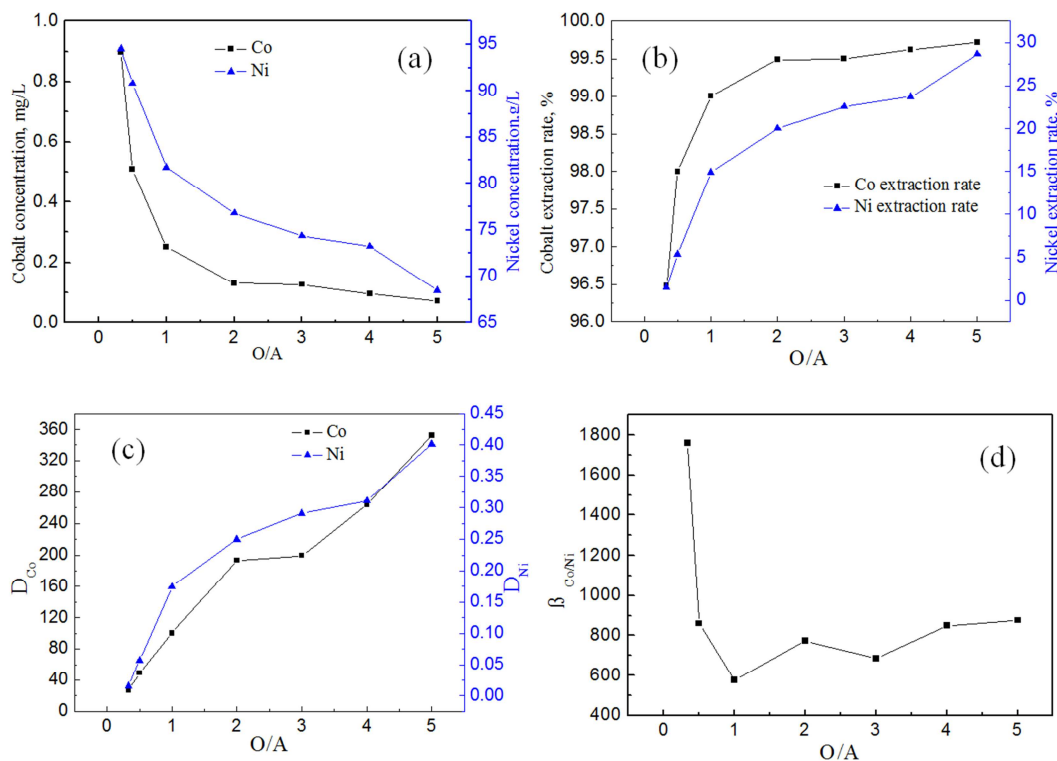 (a)
Co
Ni
Cobalt concentration, mg/L
1.0
0.8
0.6
0.4
0.2
0.0
Nickel concentration.g/L
95
90
85
80
75
70
65
0 1 2 3 4 5
O/A
(b)
Co extraction rate
Ni extraction rate
Cobalt extraction rate, %
100.0
99.5
99.0
98.5
98.0
97.5
97.0
96.5
96.0
Nickel extraction rate, %
30
25
20
15
10
5
0
0 1 2 3 4 5
O/A
(c)
Co
Ni
DCo
360
320
280
240
200
160
120
80
40
0
DNi
0.45
0.40
0.35
0.30
0.25
0.20
0.15
0.10
0.05
0.00
0 1 2 3 4 5
O/A
(d)
ß Co/Ni
1800
1600
1400
1200
1000
800
600
400
0 1 2 3 4 5
O/A